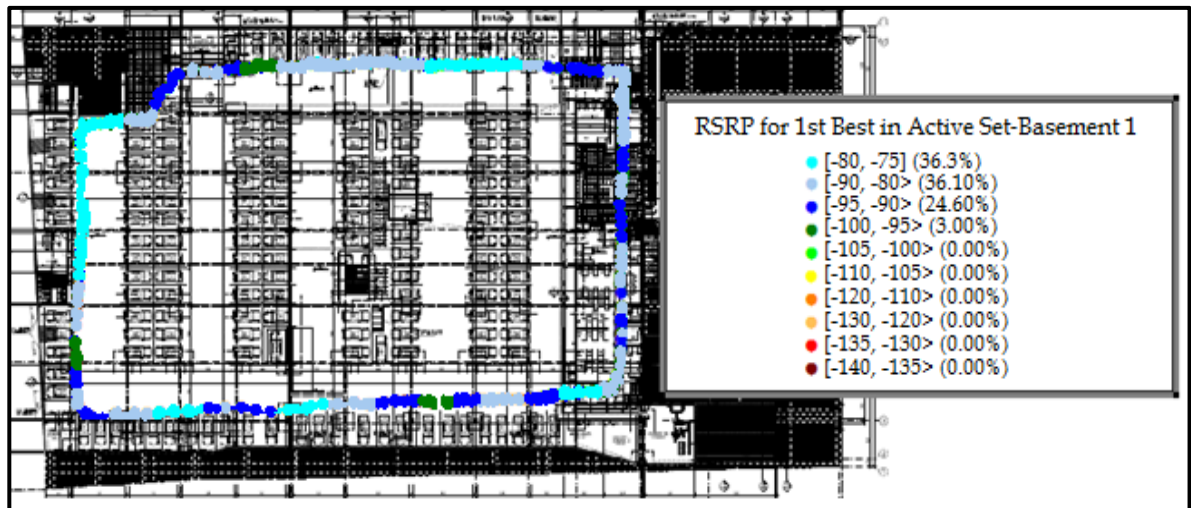 RSRP for 1st Best in Active Set-Basement 1
[-80, -75] (36.3%)
[-90, -80> (36.10%)
[-95, -90> (24.60%)
[-100, -95> (3.00%)
[-105, -100> (0.00%)
[-110, -105> (0.00%)
[-120, -110> (0.00%)
[-130, -120> (0.00%)
[-135, -130> (0.00%)
[-140, -135> (0.00%)